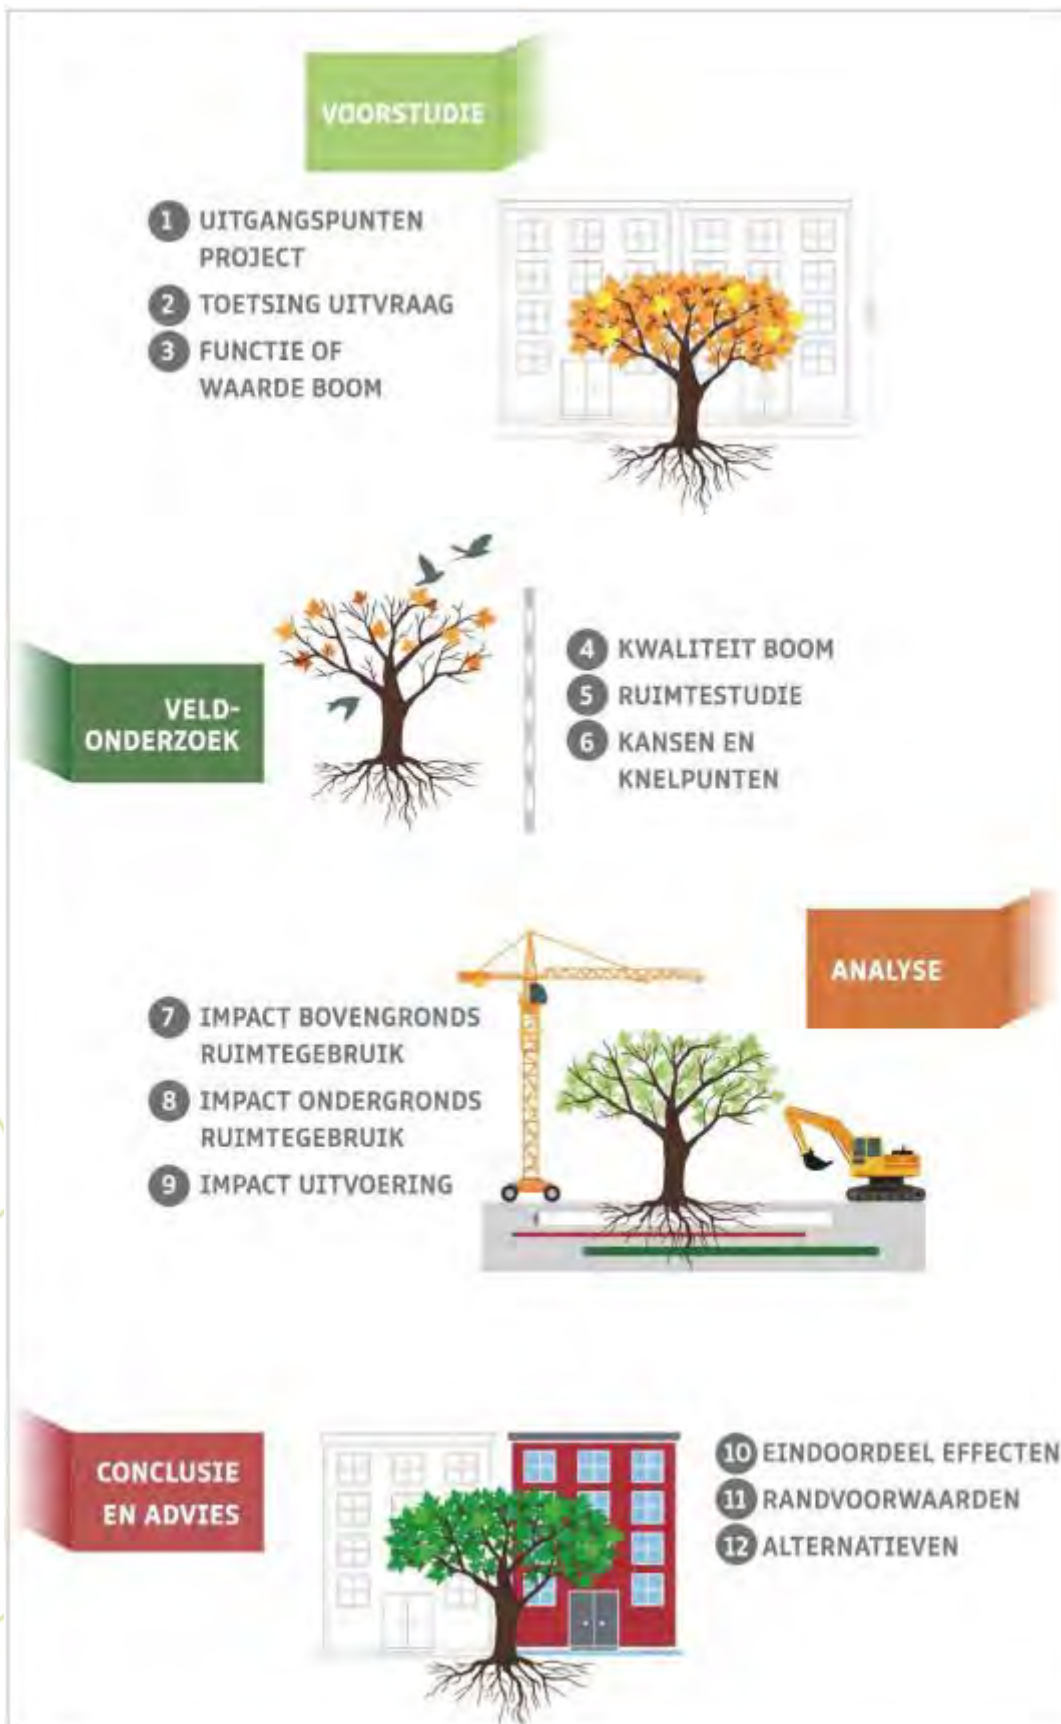 VOORSTUDIE
1 UITGANGSPUNTEN
PROJECT
2 TOETSING UITVRAAG
3 FUNCTIE OF
WAARDE BOOM
VELD-
ONDERZOEK
4 KWALITEIT BOOM
5 RUIMTESTUDIE
6 KANSEN EN
KNELPUNTEN
ANALYSE
7 IMPACT BOVENGRONDS
RUIMTEGEBRUIK
8 IMPACT ONDERGRONDS
RUIMTEGEBRUIK
9 IMPACT UITVOERING
CONCLUSIE
EN ADVIES
10 EINDOORDEEL EFFECTEN
11 RANDVOORWAARDEN
12 ALTERNATIEVEN